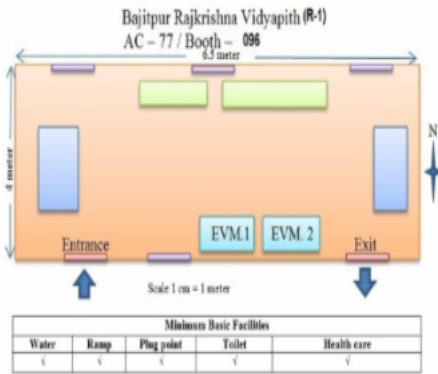 Bajitpur Rajkrishna Vidyapith (R-1)
AC – 77 / Booth – 096
6.5 meter
4 meter
N
EVM.1 EVM. 2
Entrance Exit
Scale 1 cm = 1 meter
Minimum Basic Facilities
Water Ramp Plug point Toilet Health care
√ √ √ √ √